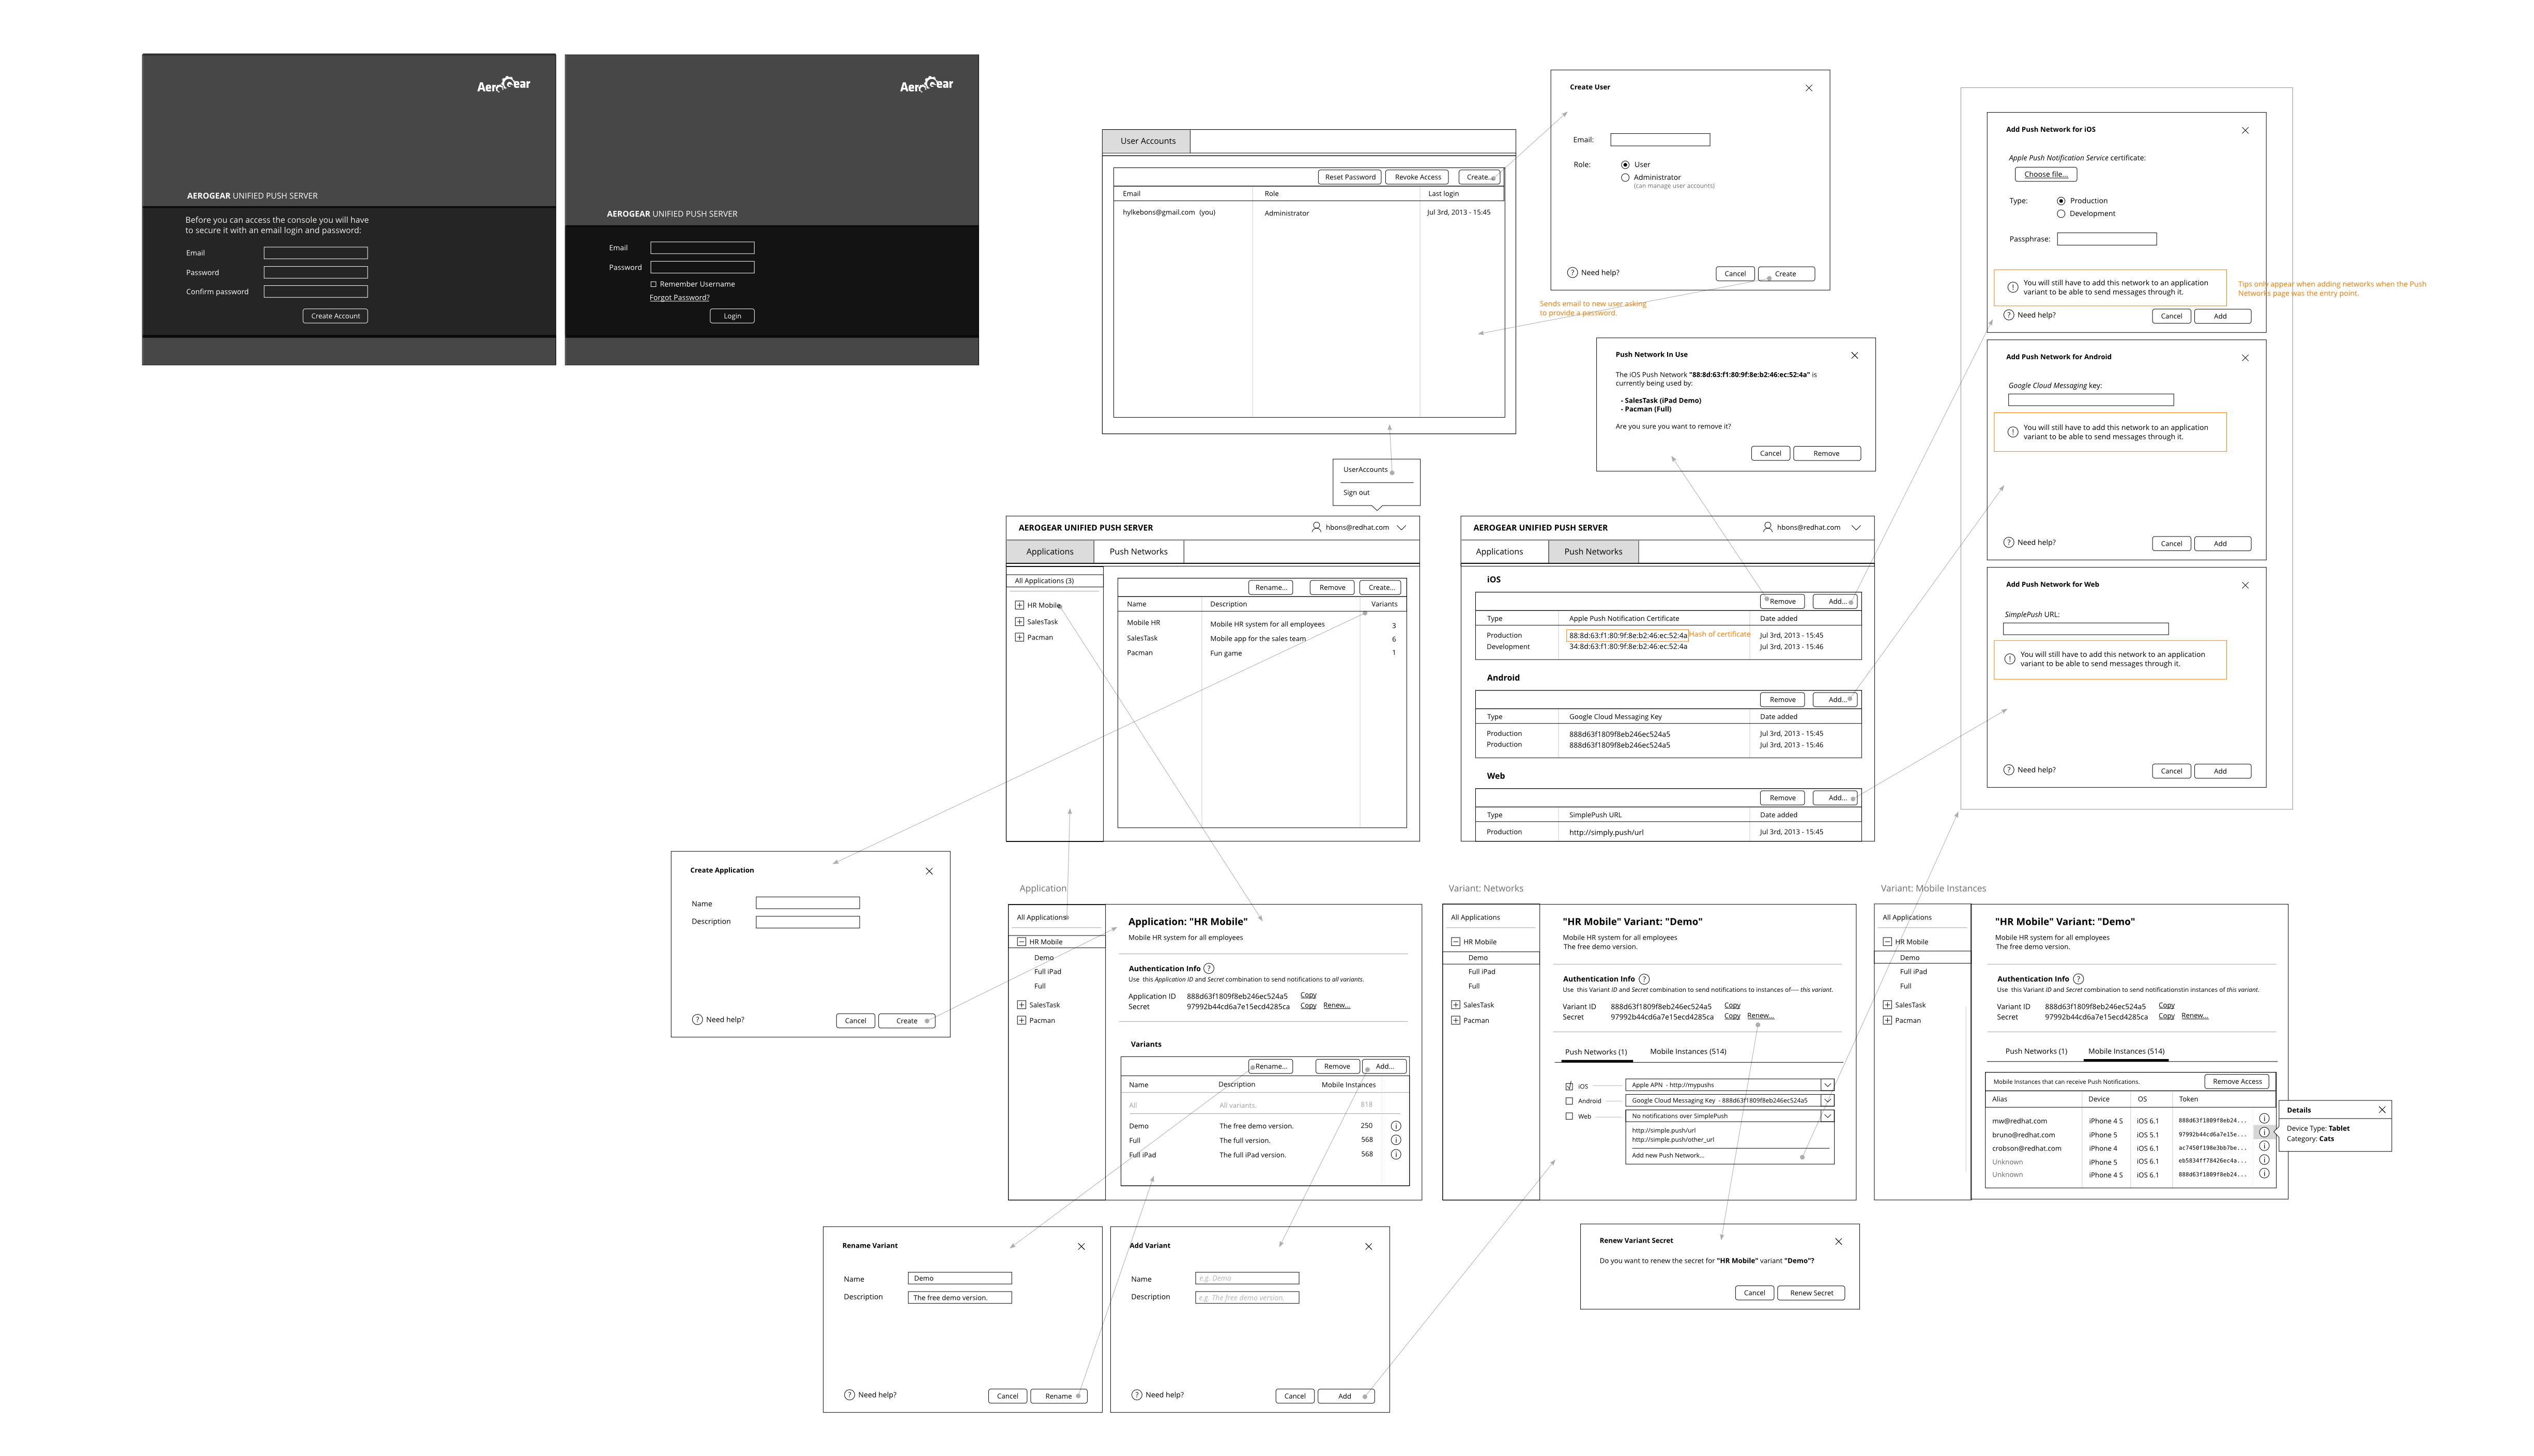 AeroGear
AEROGEAR UNIFIED PUSH SERVER
Before you can access the console you will have
to secure it with an email login and password:
Email
Password
Confirm password
Create Account
AeroGear
AEROGEAR UNIFIED PUSH SERVER
Email
Password
Remember Username
Forgot Password?
Login
User Accounts
Reset Password
Revoke Access
Create...
Email
Role
Last login
hylkebons@gmail.com (you)
Administrator
Jul 3rd, 2013 - 15:45
Create User
Email:
Role:
User
Administrator
(can manage user accounts)
? Need help?
Cancel
Create
Sends email to new user asking
to provide a password.
Push Network In Use
The iOS Push Network "88:8d:63:f1:80:9f:8e:b2:46:ec:52:4a" is
currently being used by:
- SalesTask (iPad Demo)
- Pacman (Full)
Are you sure you want to remove it?
Cancel
Remove
Add Push Network for iOS
Apple Push Notification Service certificate:
Choose file...
Type:
Production
Development
Passphrase:
! You will still have to add this network to an application
variant to be able to send messages through it.
Tips only appear when adding networks when the Push
Networks page was the entry point.
? Need help?
Cancel
Add
Add Push Network for Android
Google Cloud Messaging key:
! You will still have to add this network to an application
variant to be able to send messages through it.
? Need help?
Cancel
Add
Add Push Network for Web
SimplePush URL:
! You will still have to add this network to an application
variant to be able to send messages through it.
? Need help?
Cancel
Add
UserAccounts
Sign out
AEROGEAR UNIFIED PUSH SERVER
hbons@redhat.com
Applications
Push Networks
All Applications (3)
HR Mobile
SalesTask
Pacman
Rename...
Remove
Create...
Name
Description
Variants
Mobile HR
Mobile HR system for all employees
3
SalesTask
Mobile app for the sales team
6
Pacman
Fun game
1
AEROGEAR UNIFIED PUSH SERVER
hbons@redhat.com
Applications
Push Networks
iOS
Remove
Add...
Type
Apple Push Notification Certificate
Date added
Production
88:8d:63:f1:80:9f:8e:b2:46:ec:52:4a
Hash of certificate
Jul 3rd, 2013 - 15:45
Development
34:8d:63:f1:80:9f:8e:b2:46:ec:52:4a
Jul 3rd, 2013 - 15:46
Android
Remove
Add...
Type
Google Cloud Messaging Key
Date added
Production
888d63f1809f8eb246ec524a5
Jul 3rd, 2013 - 15:45
Production
888d63f1809f8eb246ec524a5
Jul 3rd, 2013 - 15:46
Web
Remove
Add...
Type
SimplePush URL
Date added
Production
http://simply.push/url
Jul 3rd, 2013 - 15:45
Create Application
Name
Description
? Need help?
Cancel
Create
Application
All Applications
HR Mobile
Demo
Full iPad
Full
SalesTask
Pacman
Application: "HR Mobile"
Mobile HR system for all employees
Authentication Info ?
Use this Application ID and Secret combination to send notifications to all variants.
Application ID 888d63f1809f8eb246ec524a5 Copy
Secret 97992b44cd6a7e15ecd4285ca Copy Renew...
Variants
Rename...
Remove
Add...
Name
Description
Mobile Instances
All
All variants.
818
Demo
The free demo version.
250
i
Full
The full version.
568
i
Full iPad
The full iPad version.
568
i
Variant: Networks
All Applications
HR Mobile
Demo
Full iPad
Full
SalesTask
Pacman
"HR Mobile" Variant: "Demo"
Mobile HR system for all employees
The free demo version.
Authentication Info ?
Use this Variant ID and Secret combination to send notifications to instances of— this variant.
Variant ID 888d63f1809f8eb246ec524a5 Copy
Secret 97992b44cd6a7e15ecd4285ca Copy Renew...
Push Networks (1)
Mobile Instances (514)
iOS
Apple APN - http://mypushs
Android
Google Cloud Messaging Key - 888d63f1809f8eb246ec524a5
Web
No notifications over SimplePush
http://simple.push/url
http://simple.push/other_url
Add new Push Network...
Variant: Mobile Instances
All Applications
HR Mobile
Demo
Full iPad
Full
SalesTask
Pacman
"HR Mobile" Variant: "Demo"
Mobile HR system for all employees
The free demo version.
Authentication Info ?
Use this Variant ID and Secret combination to send notificationstin instances of this variant.
Variant ID 888d63f1809f8eb246ec524a5 Copy
Secret 97992b44cd6a7e15ecd4285ca Copy Renew...
Push Networks (1)
Mobile Instances (514)
Mobile Instances that can receive Push Notifications.
Remove Access
Alias
Device
OS
Token
mw@redhat.com iPhone 4 S iOS 6.1 888d63f1809f8eb24... i
bruno@redhat.com iPhone 5 iOS 5.1 97992b44cd6a7e15e... i
crobson@redhat.com iPhone 4 iOS 6.1 ac7450f198e3bb7be... i
Unknown iPhone 5 iOS 6.1 eb5834ff78426ec4a... i
Unknown iPhone 4 S iOS 6.1 888d63f1809f8eb24... i
Details
Device Type: Tablet
Category: Cats
Rename Variant
Name
Demo
Description
The free demo version.
? Need help?
Cancel
Rename
Add Variant
Name
e.g. Demo
Description
e.g. The free demo version.
? Need help?
Cancel
Add
Renew Variant Secret
Do you want to renew the secret for "HR Mobile" variant "Demo"?
Cancel
Renew Secret